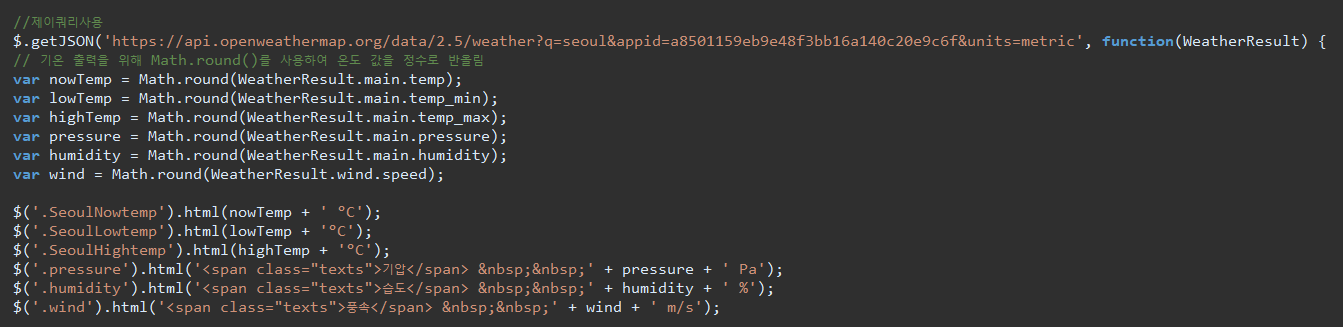 //제이쿼리사용
$.getJSON('https://api.openweathermap.org/data/2.5/weather?q=seoul&appid=a8501159eb9e48f3bb16a140c20e9c6f&units=metric', function(WeatherResult) {
// 기온 출력을 위해 Math.round()를 사용하여 온도 값을 정수로 반올림
var nowTemp = Math.round(WeatherResult.main.temp);
var lowTemp = Math.round(WeatherResult.main.temp_min);
var highTemp = Math.round(WeatherResult.main.temp_max);
var pressure = Math.round(WeatherResult.main.pressure);
var humidity = Math.round(WeatherResult.main.humidity);
var wind = Math.round(WeatherResult.wind.speed);

$('.SeoulNowtemp').html(nowTemp + ' °C');
$('.SeoulLowtemp').html(lowTemp + '°C');
$('.SeoulHightemp').html(highTemp + '°C');
$('.pressure').html('<span class="texts">기압</span> &nbsp;&nbsp;' + pressure + ' Pa');
$('.humidity').html('<span class="texts">습도</span> &nbsp;&nbsp;' + humidity + ' %');
$('.wind').html('<span class="texts">풍속</span> &nbsp;&nbsp;' + wind + ' m/s');